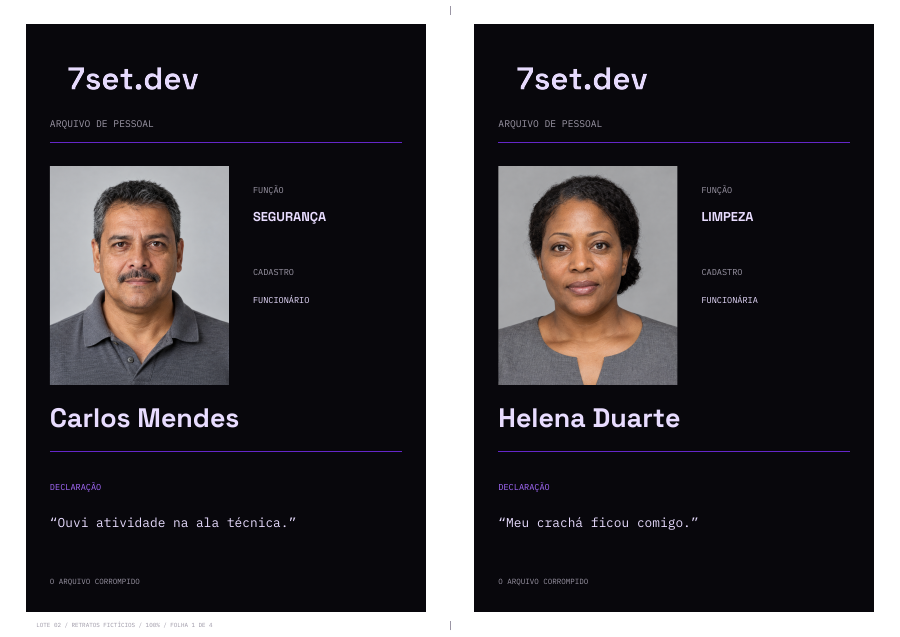 7set.dev
ARQUIVO DE PESSOAL
FUNÇÃO
SEGURANÇA
CADASTRO
FUNCIONÁRIO
Carlos Mendes
DECLARAÇÃO
“Ouvi atividade na ala técnica.”
O ARQUIVO CORROMPIDO
7set.dev
ARQUIVO DE PESSOAL
FUNÇÃO
LIMPEZA
CADASTRO
FUNCIONÁRIA
Helena Duarte
DECLARAÇÃO
“Meu crachá ficou comigo.”
O ARQUIVO CORROMPIDO
LOTE 02 / RETRATOS FICTÍCIOS / 100% / FOLHA 1 DE 4